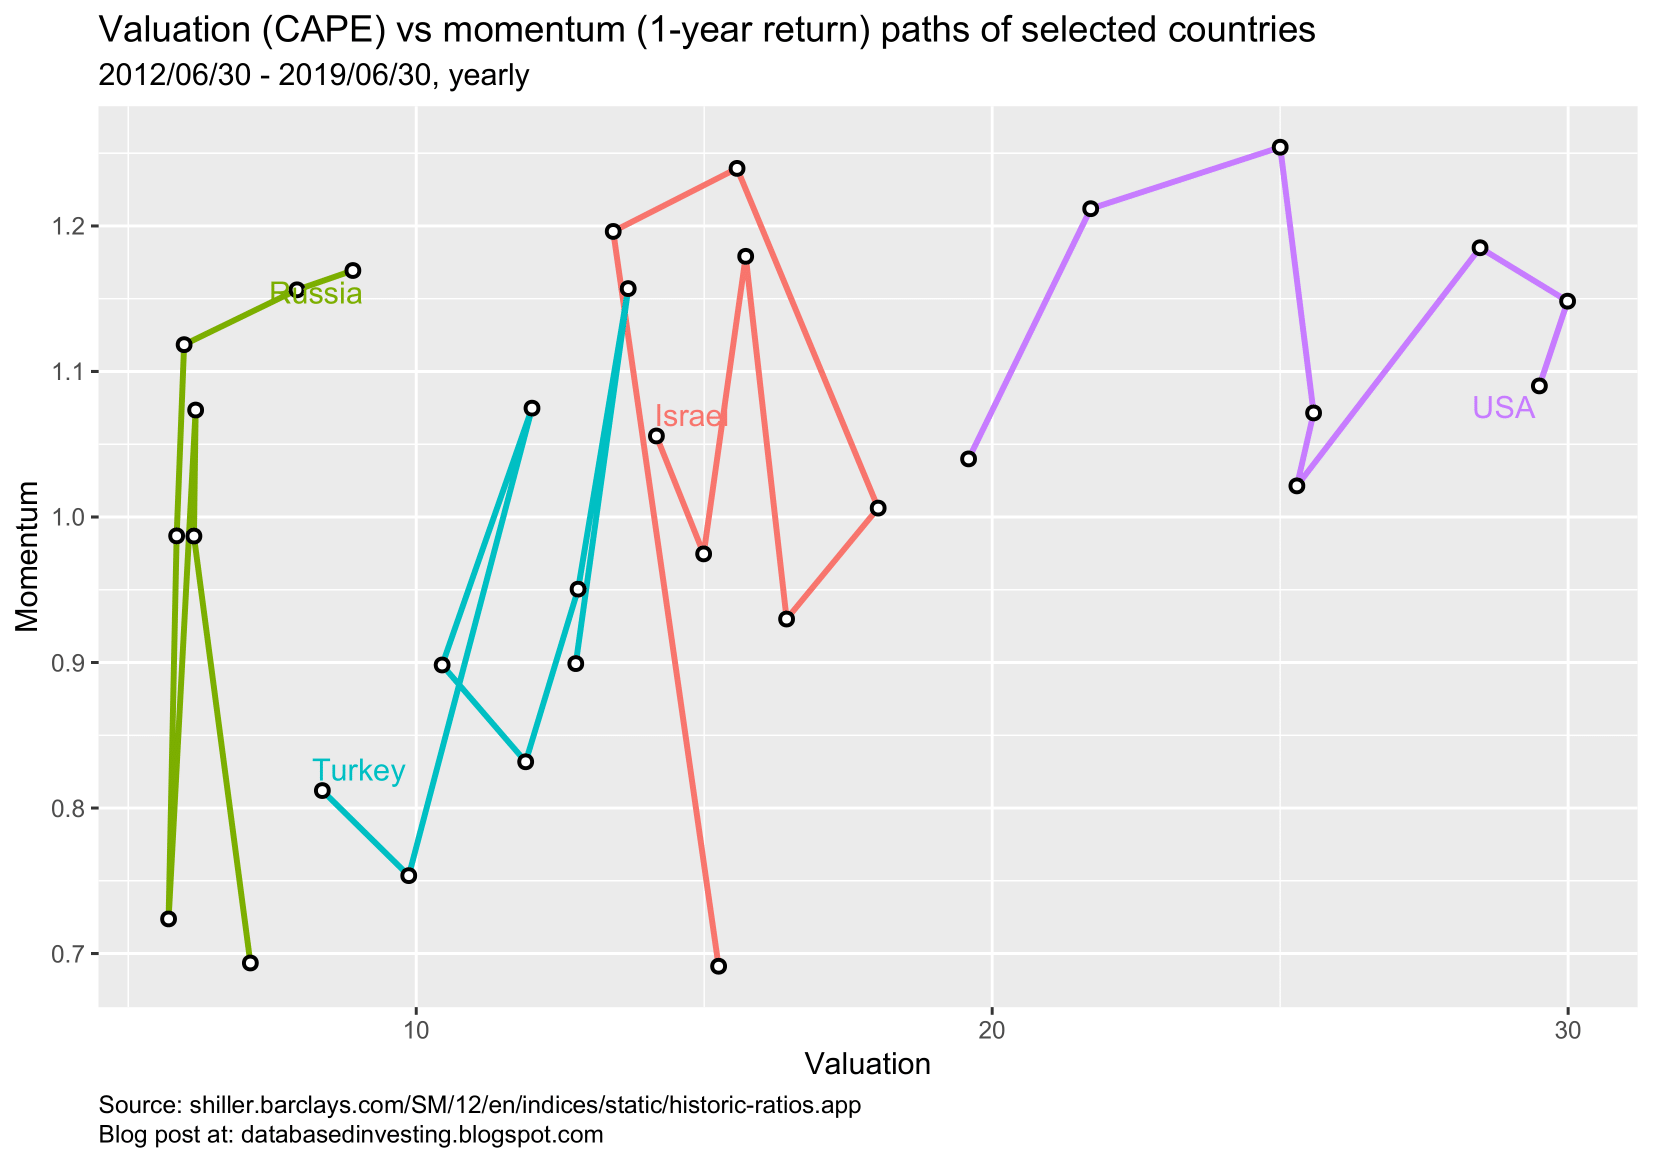 Valuation (CAPE) vs momentum (1-year return) paths of selected countries
2012/06/30 - 2019/06/30, yearly
Momentum
1.2
1.1
1.0
0.9
0.8
0.7
Russia
Israel
USA
Turkey
10
20
30
Valuation
Source: shiller.barclays.com/SM/12/en/indices/static/historic-ratios.app
Blog post at: databasedinvesting.blogspot.com